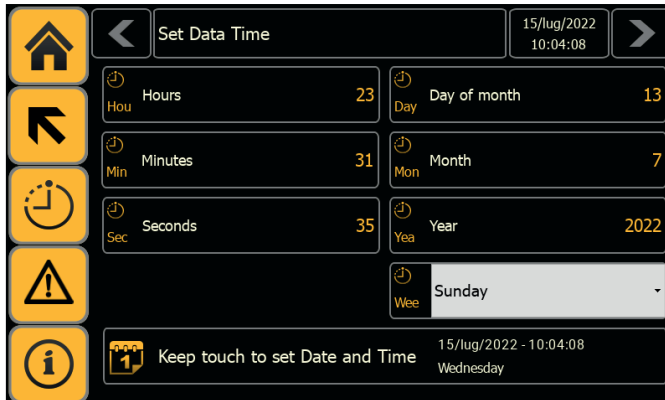 Set Data Time
15/lug/2022
10:04:08
Hou Hours 23
Day Day of month 13
Min Minutes 31
Mon Month 7
Sec Seconds 35
Yea Year 2022
Wee Sunday
1 Keep touch to set Date and Time
15/lug/2022 - 10:04:08
Wednesday